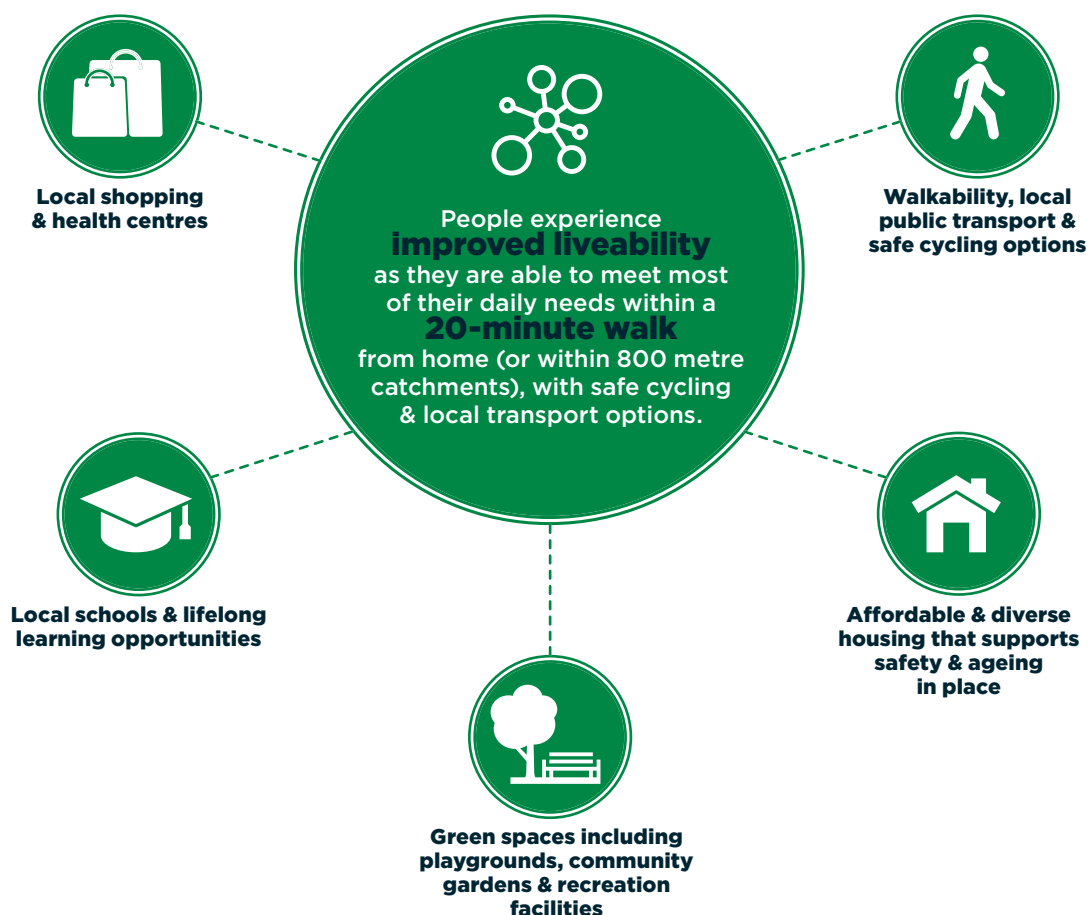 Local shopping
& health centres
People experience
improved liveability
as they are able to meet most
of their daily needs within a
20-minute walk
from home (or within 800 metre
catchments), with safe cycling
& local transport options.
Walkability, local
public transport &
safe cycling options
Local schools & lifelong
learning opportunities
Affordable & diverse
housing that supports
safety & ageing
in place
Green spaces including
playgrounds, community
gardens & recreation
facilities